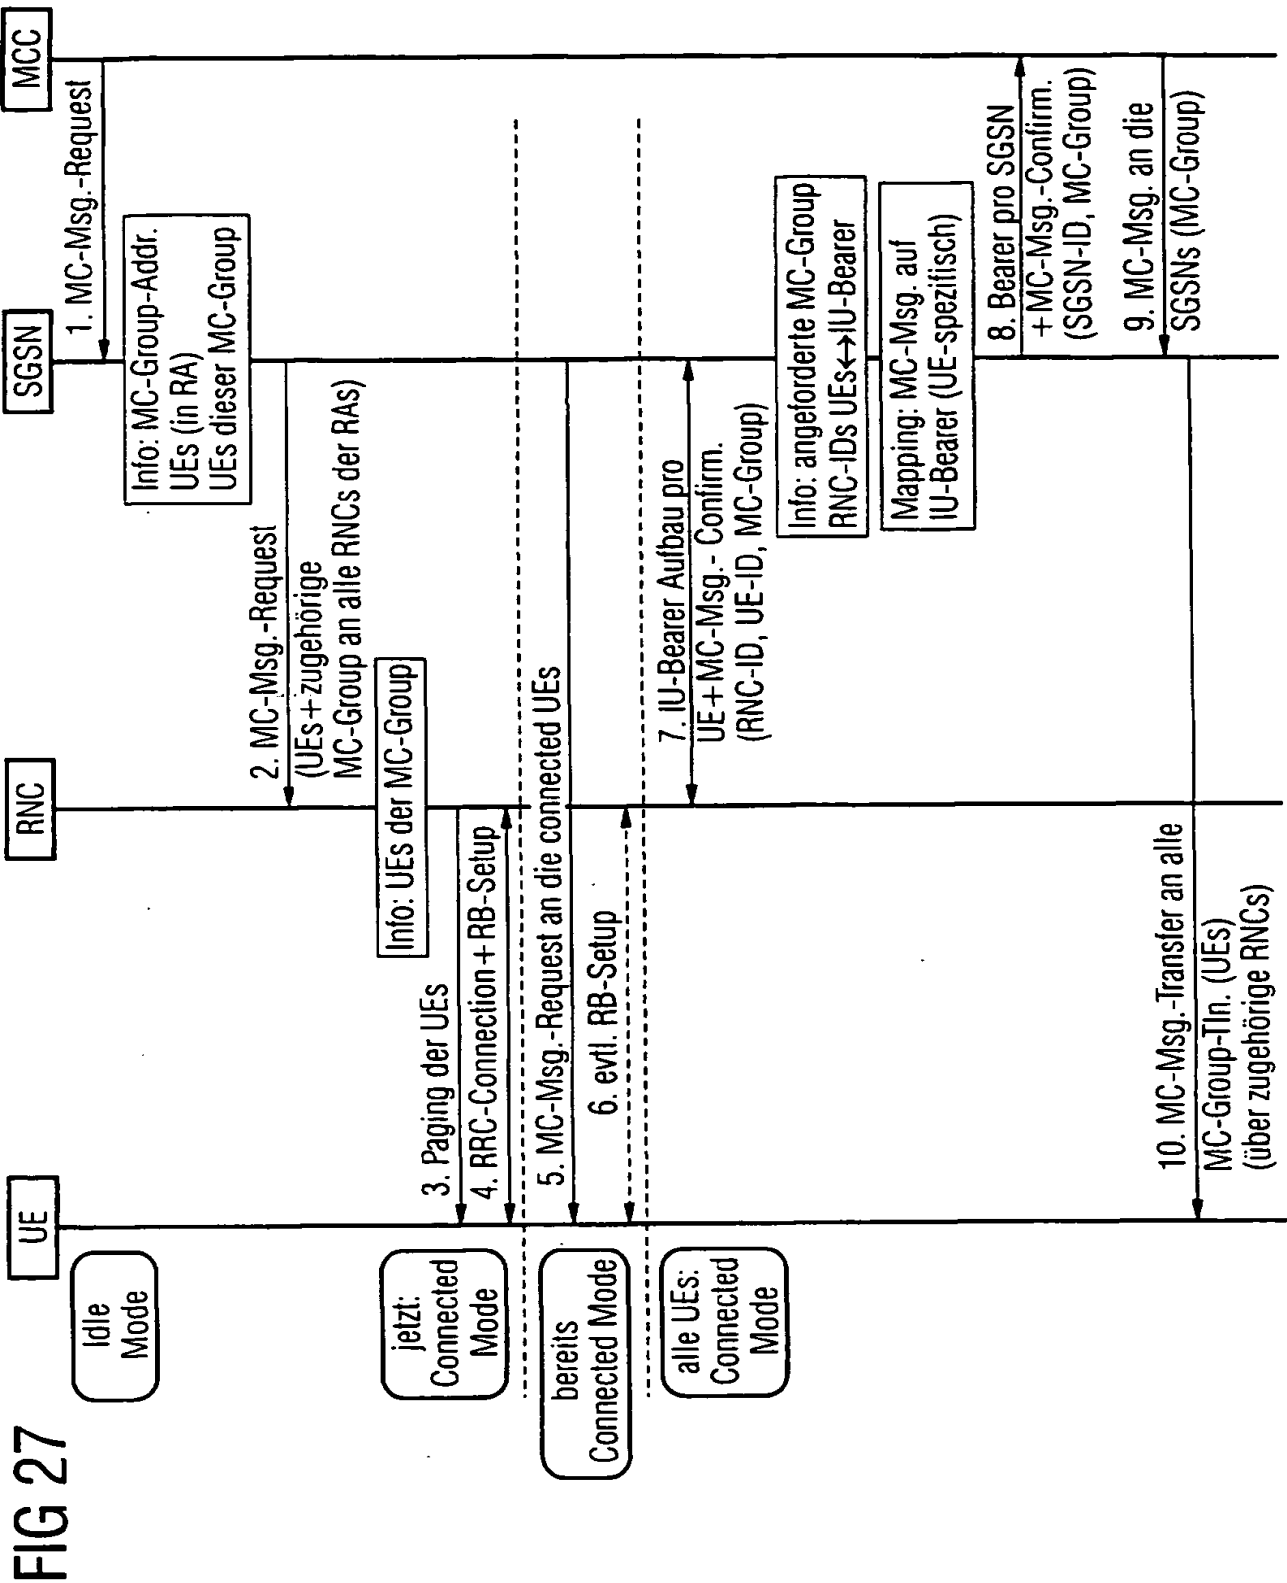 FIG 27
UE
RNC
SGSN
MCC
Idle
Mode
1. MC-Msg.-Request
Info: MC-Group-Addr.
UEs (in RA)
UEs dieser MC-Group
2. MC-Msg.-Request
(UEs+zugehörige
MC-Group an alle RNCs der RAs)
Info: UEs der MC-Group
jetzt:
Connected
Mode
3. Paging der UEs
4. RRC-Connection+RB-Setup
bereits
Connected Mode
5. MC-Msg.-Request an die connected UEs
6. evtl. RB-Setup
alle UEs:
Connected
Mode
7. IU-Bearer Aufbau pro
UE+MC-Msg.- Confirm.
(RNC-ID, UE-ID, MC-Group)
Info: angeforderte MC-Group
RNC-IDs UEs↔IU-Bearer
Mapping: MC-Msg. auf
IU-Bearer (UE-spezifisch)
8. Bearer pro SGSN
+MC-Msg.-Confirm.
(SGSN-ID, MC-Group)
9. MC-Msg. an die
SGSNs (MC-Group)
10. MC-Msg.-Transfer an alle
MC-Group-Tln. (UEs)
(über zugehörige RNCs)